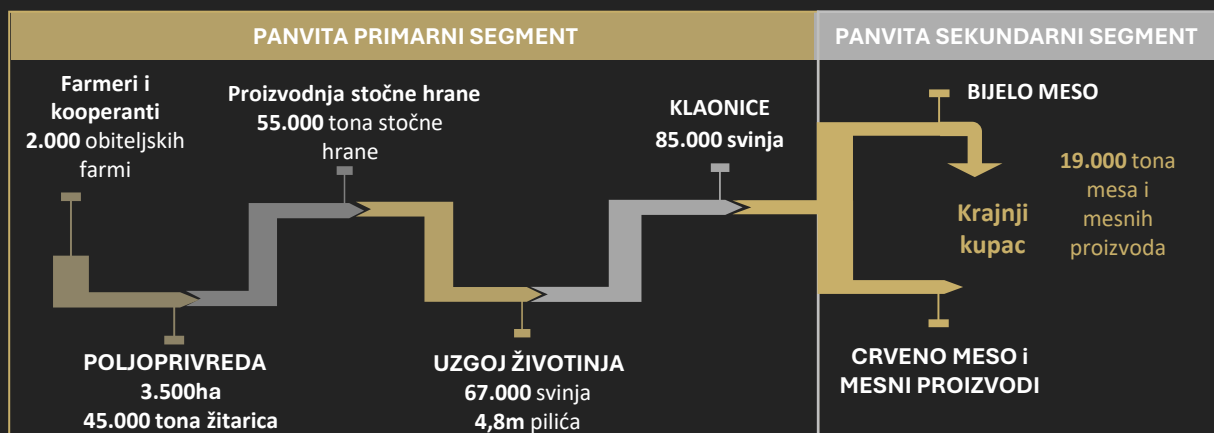 PANVITA PRIMARNI SEGMENT
PANVITA SEKUNDARNI SEGMENT
Farmeri i
kooperanti
2.000 obiteljskih
farmi
Proizvodnja stočne hrane
55.000 tona stočne
hrane
KLAONICE
85.000 svinja
BIJELO MESO
19.000 tona
mesa i
mesnih
proizvoda
Krajnji
kupac
POLJOPRIVREDA
3.500ha
45.000 tona žitarica
UZGOJ ŽIVOTINJA
67.000 svinja
4,8m pilića
CRVENO MESO i
MESNI PROIZVODI